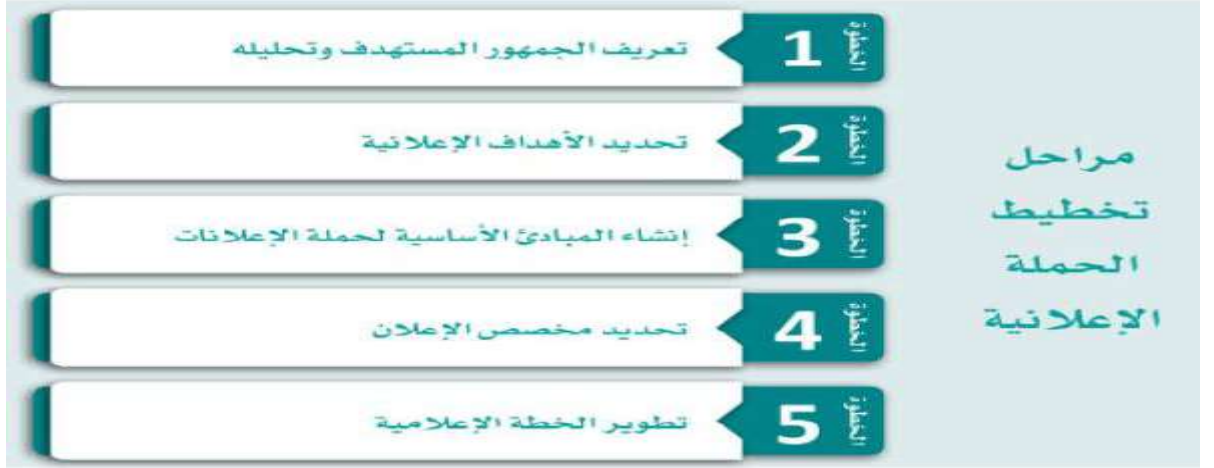 مراحل
تخطيط
الحملة
الإعلانية
الخطوة 1 تعريف الجمهور المستهدف وتحليله
الخطوة 2 تحديد الأهداف الإعلانية
الخطوة 3 إنشاء المبادئ الأساسية لحملة الإعلانات
الخطوة 4 تحديد مخصص الإعلان
الخطوة 5 تطوير الخطة الإعلامية